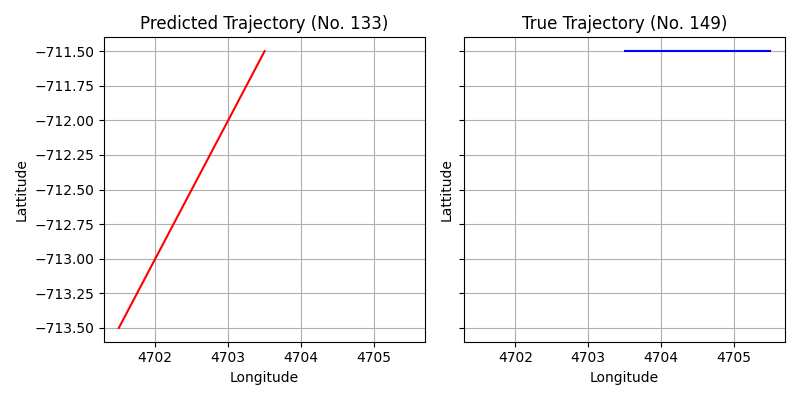 Predicted Trajectory (No. 133)
True Trajectory (No. 149)
Lattitude
−711.50
−711.75
−712.00
−712.25
−712.50
−712.75
−713.00
−713.25
−713.50
4702 4703 4704 4705
Longitude
Lattitude
4702 4703 4704 4705
Longitude